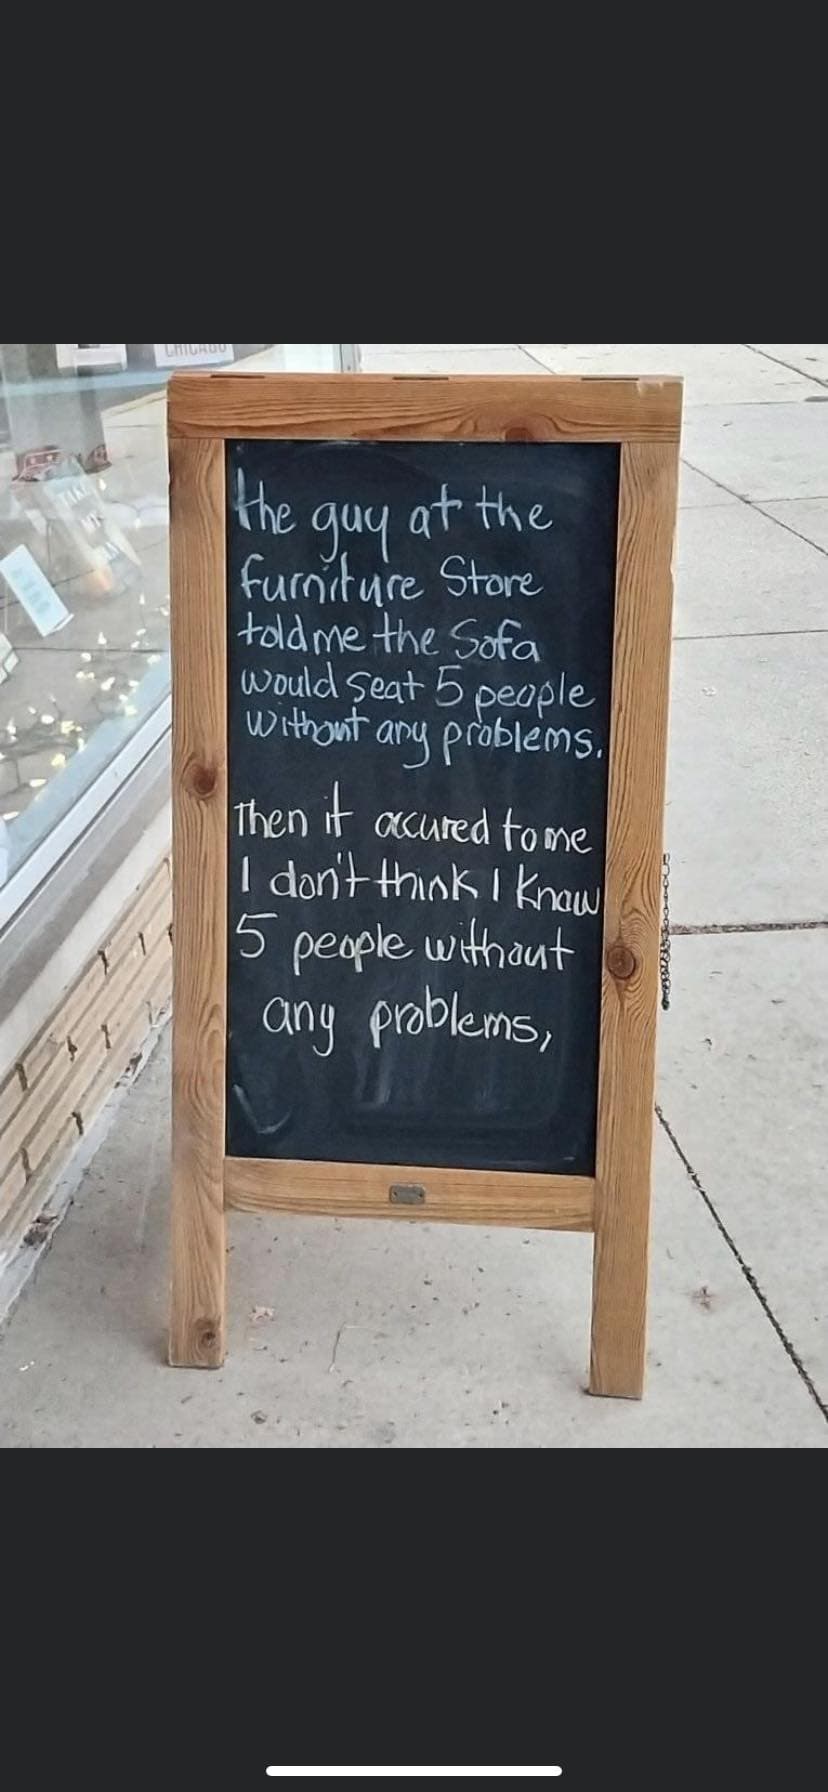 CHICAGO
the guy at the
furniture Store
told me the Sofa
would seat 5 people
without any problems.
Then it accured to me
I don't think I know
5 people without
any problems,